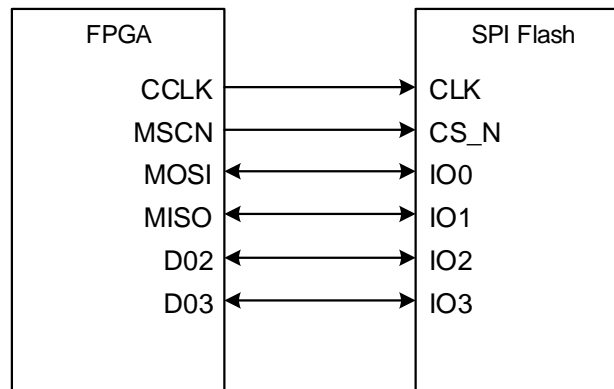 FPGA SPI Flash
CCLK CLK
MSCN CS_N
MOSI IO0
MISO IO1
D02 IO2
D03 IO3